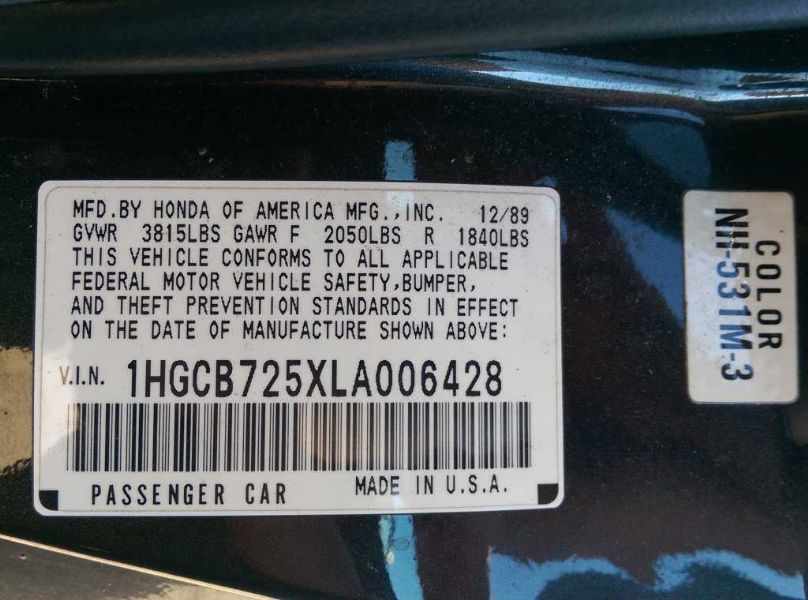 MFD.BY HONDA OF AMERICA MFG.,INC. 12/89
GVWR 3815LBS GAWR F 2050LBS R 1840LBS
THIS VEHICLE CONFORMS TO ALL APPLICABLE
FEDERAL MOTOR VEHICLE SAFETY,BUMPER,
AND THEFT PREVENTION STANDARDS IN EFFECT
ON THE DATE OF MANUFACTURE SHOWN ABOVE:
V.I.N. 1HGCB725XLA006428
PASSENGER CAR MADE IN U.S.A.
COLOR
NH-531M-3